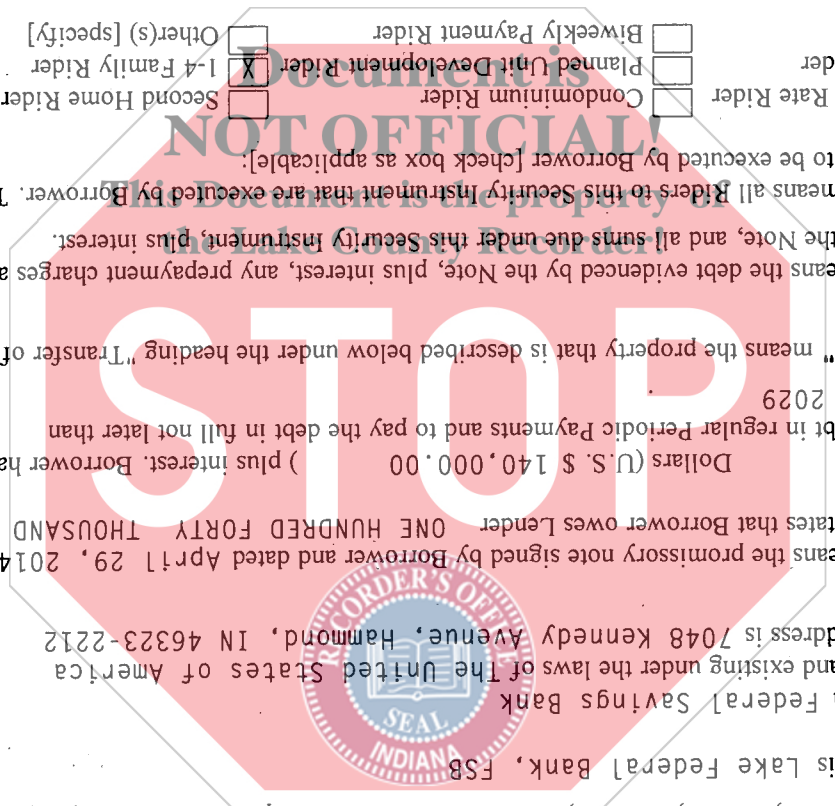 is Lake Federal Bank, FSB
a Federal Savings Bank
and existing under the laws of The United States of America
ddress is 7048 Kennedy Avenue, Hammond, IN 46323-2212
eans the promissory note signed by Borrower and dated April 29, 2014
tates that Borrower owes Lender ONE HUNDRED FORTY THOUSAND
Dollars (U.S. $ 140,000.00 ) plus interest. Borrower ha
bt in regular Periodic Payments and to pay the debt in full not later than
2029 .
" means the property that is described below under the heading "Transfer of
eans the debt evidenced by the Note, plus interest, any prepayment charges a
the Note, and all sums due under this Security Instrument, plus interest.
means all Riders to this Security Instrument that are executed by Borrower. T
to be executed by Borrower [check box as applicable]:
Rate Rider Condominium Rider Second Home Rider
der Planned Unit Development Rider X 1-4 Family Rider
Biweekly Payment Rider Other(s) [specify]
Document is
NOT OFFICIAL!
This Document is the property of
the Lake County Recorder!
STOP
RECORDER'S OFFICE
SEAL
INDIANA